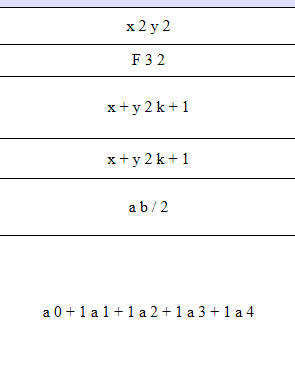 x 2 y 2
F 3 2
x + y 2 k + 1
x + y 2 k + 1
a b / 2
a 0 + 1 a 1 + 1 a 2 + 1 a 3 + 1 a 4